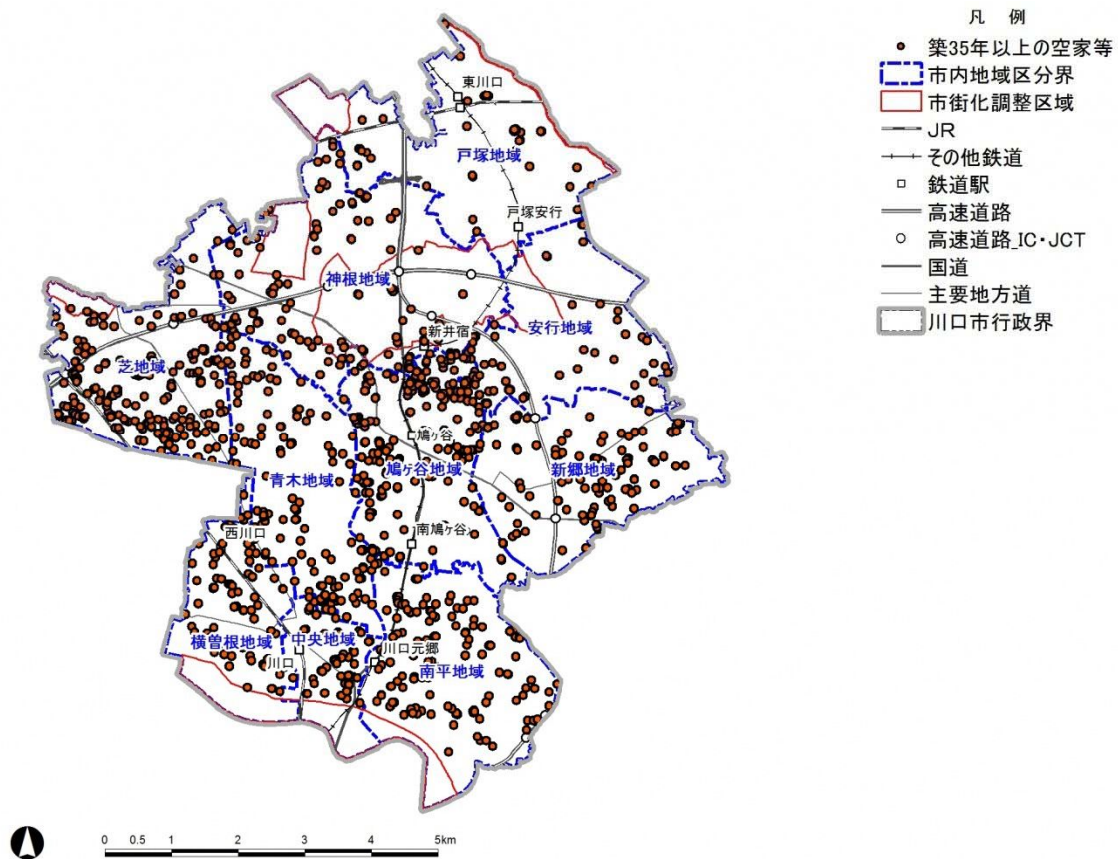 凡 例
築35年以上の空家等
市内地域区分界
市街化調整区域
JR
その他鉄道
鉄道駅
高速道路
高速道路_IC・JCT
国道
主要地方道
川口市行政界
東川口
戸塚地域
戸塚安行
神根地域
新井宿
安行地域
芝地域
鳩ヶ谷
青木地域
鳩ヶ谷地域
新郷地域
西川口
南鳩ヶ谷
横曽根地域
中央地域
川口元郷
川口
南平地域
0 0.5 1 2 3 4 5km